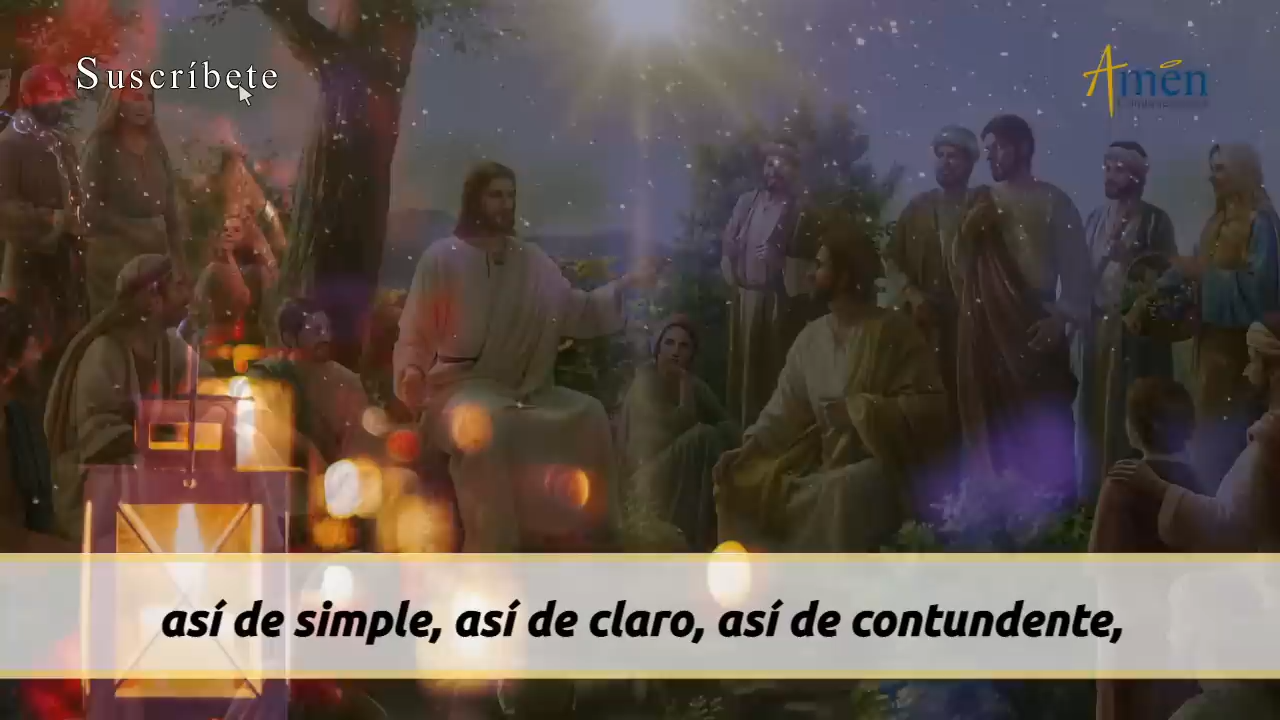 Suscríbete
Amén
así de simple, así de claro, así de contundente,